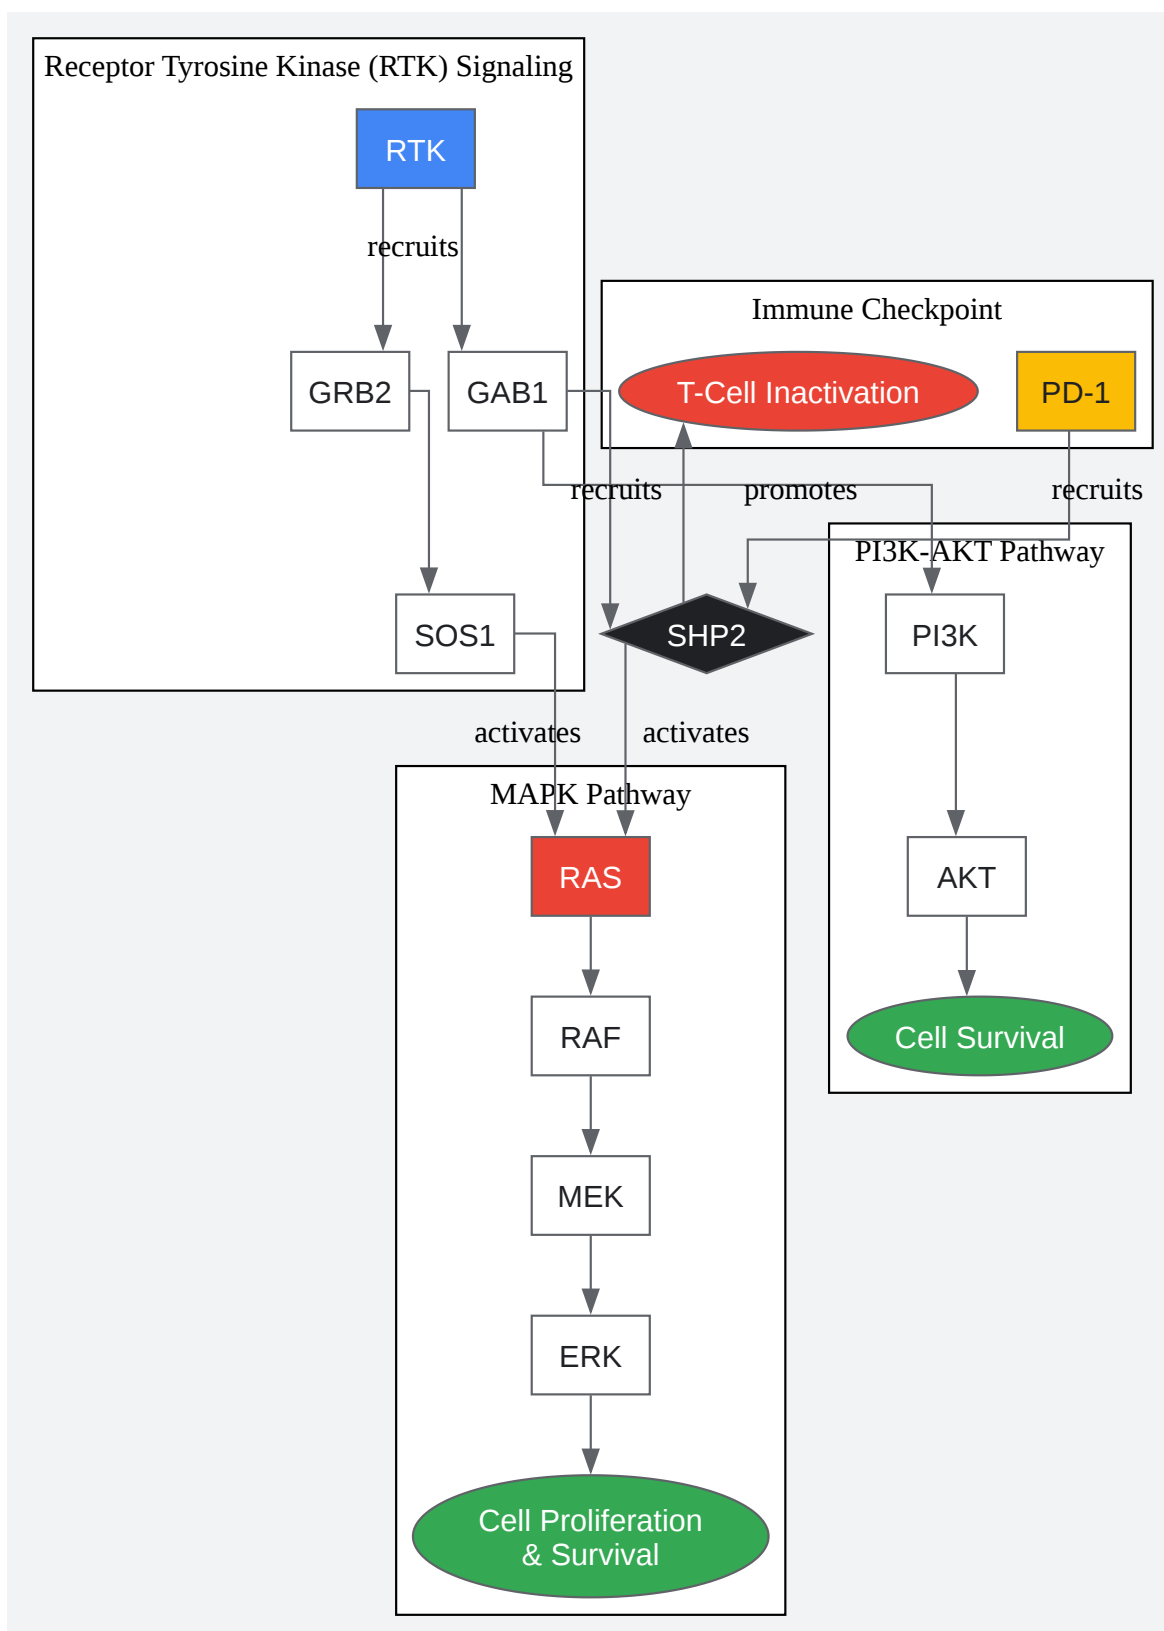 Receptor Tyrosine Kinase (RTK) Signaling
RTK
recruits
Immune Checkpoint
GRB2
GAB1
T-Cell Inactivation
PD-1
recruits
promotes
recruits
PI3K-AKT Pathway
SOS1
SHP2
PI3K
activates
activates
MAPK Pathway
RAS
AKT
RAF
Cell Survival
MEK
ERK
Cell Proliferation
& Survival